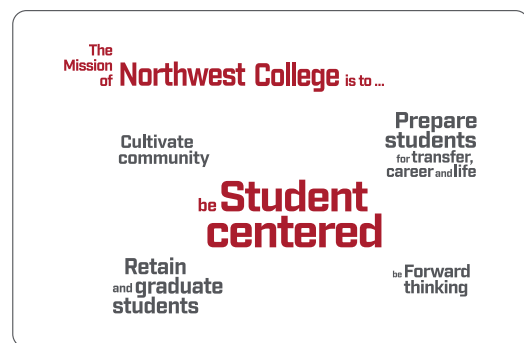 The
Mission
of Northwest College is to ...
Cultivate
community
Prepare
students
for transfer,
career and life
be Student
centered
Retain
and graduate
students
be Forward
thinking